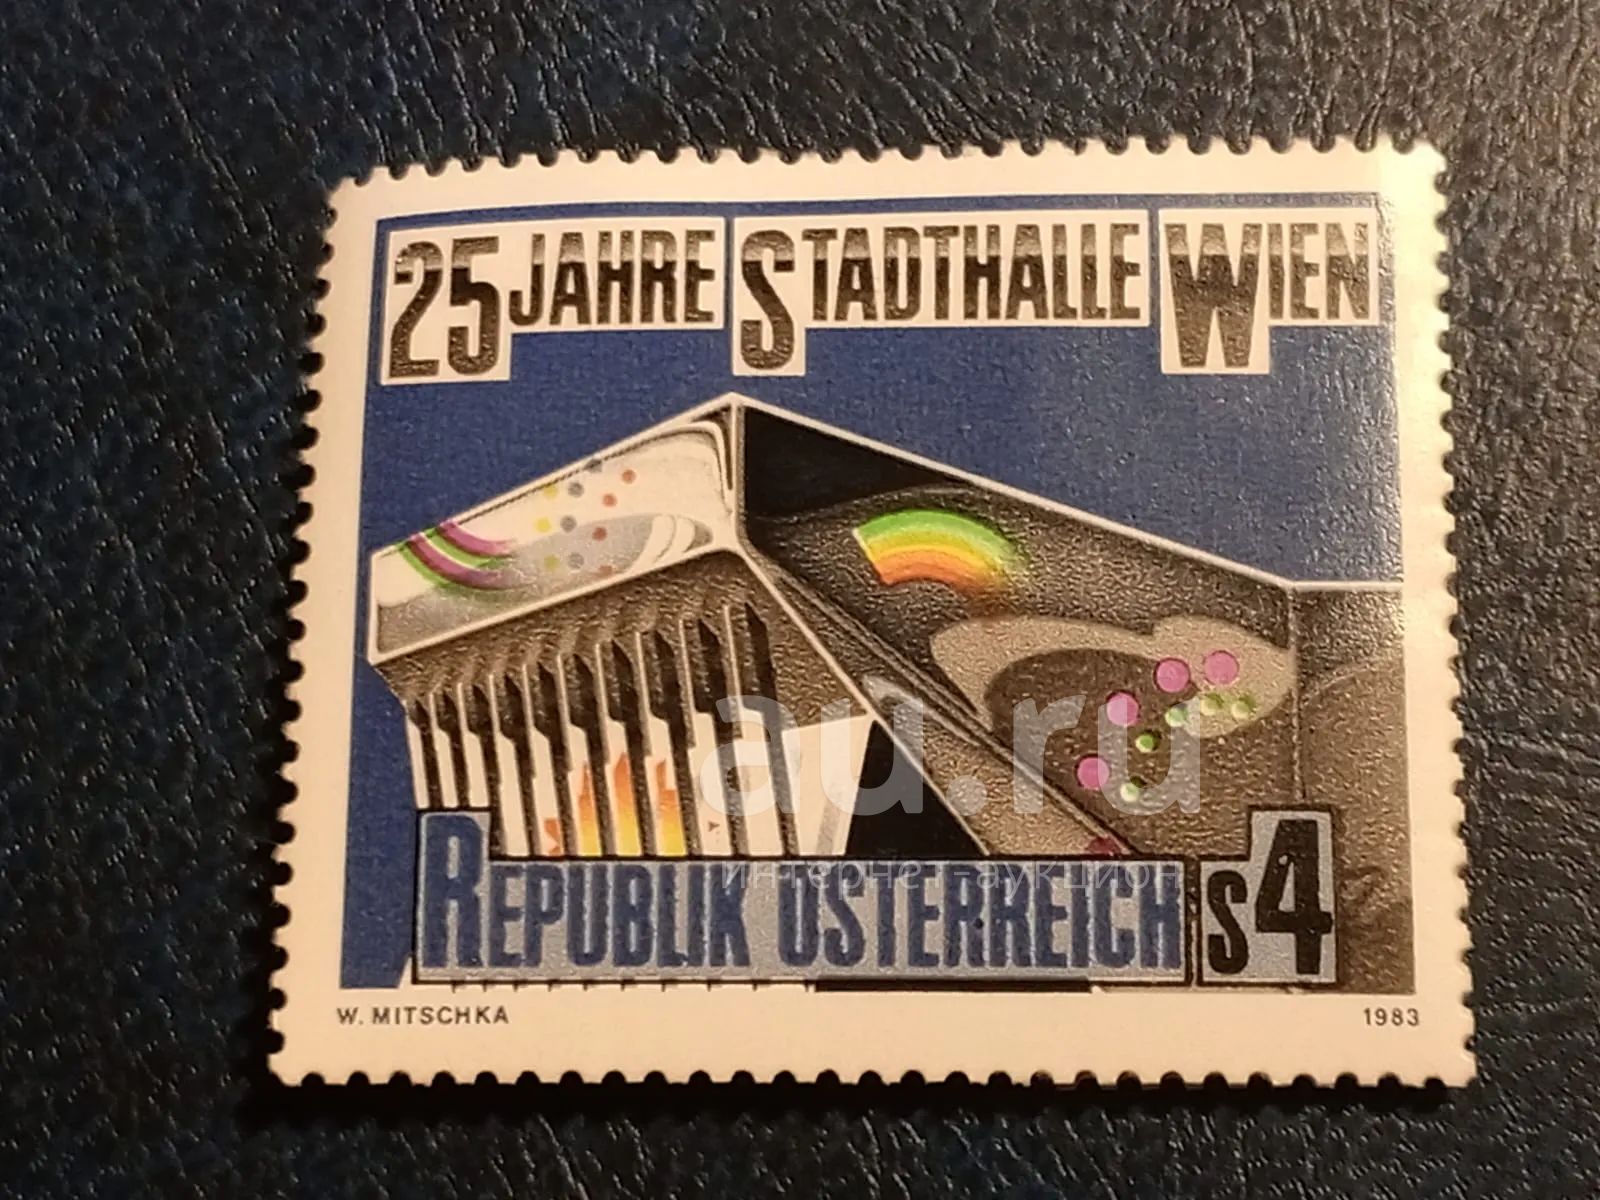 25 JAHRE STADTHALLE WIEN
au.ru
интернет-аукцион
REPUBLIK ÖSTERREICH S4
W. MITSCHKA 1983